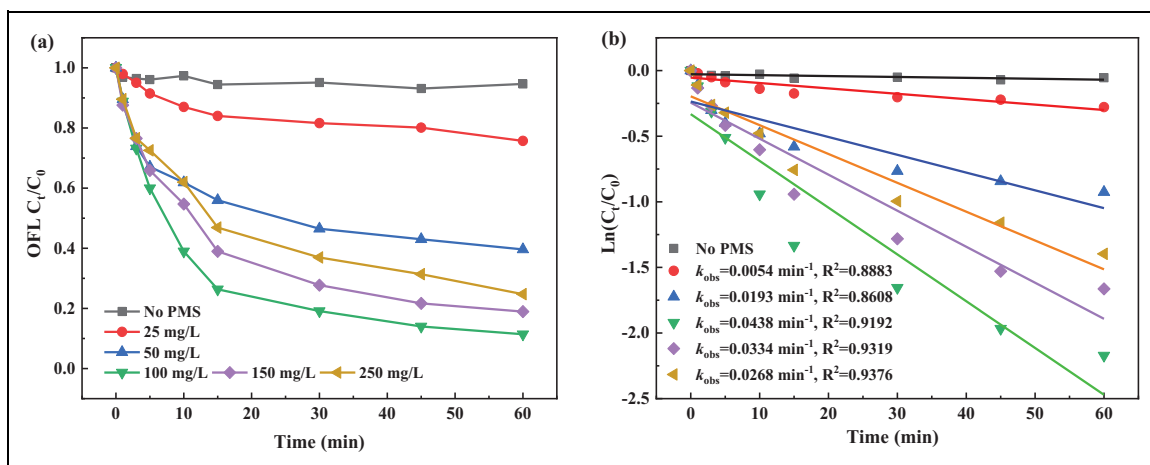 (a)
OFL Cₜ/C₀
1.0
0.8
0.6
0.4
0.2
0.0
No PMS
25 mg/L
50 mg/L
100 mg/L 150 mg/L 250 mg/L
0 10 20 30 40 50 60
Time (min)
(b)
Ln(Cₜ/C₀)
0.0
-0.5
-1.0
-1.5
-2.0
-2.5
No PMS
kobs=0.0054 min⁻¹, R²=0.8883
kobs=0.0193 min⁻¹, R²=0.8608
kobs=0.0438 min⁻¹, R²=0.9192
kobs=0.0334 min⁻¹, R²=0.9319
kobs=0.0268 min⁻¹, R²=0.9376
0 10 20 30 40 50 60
Time (min)